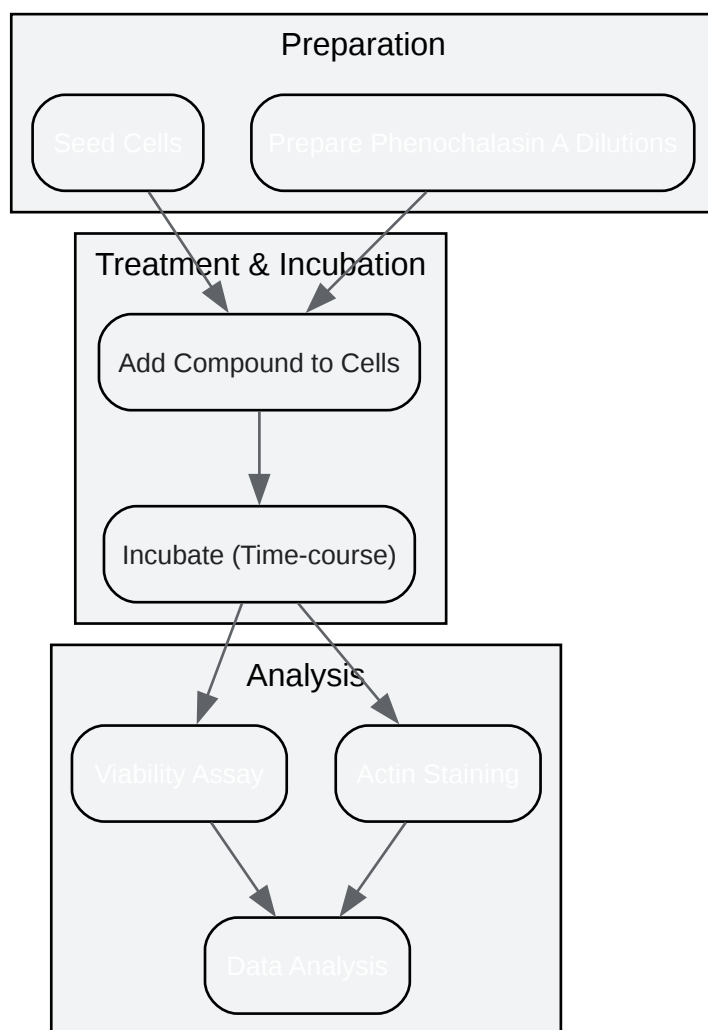 Preparation
Seed Cells
Prepare Phenochalasin A Dilutions
Treatment & Incubation
Add Compound to Cells
Incubate (Time-course)
Analysis
Viability Assay
Actin Staining
Data Analysis